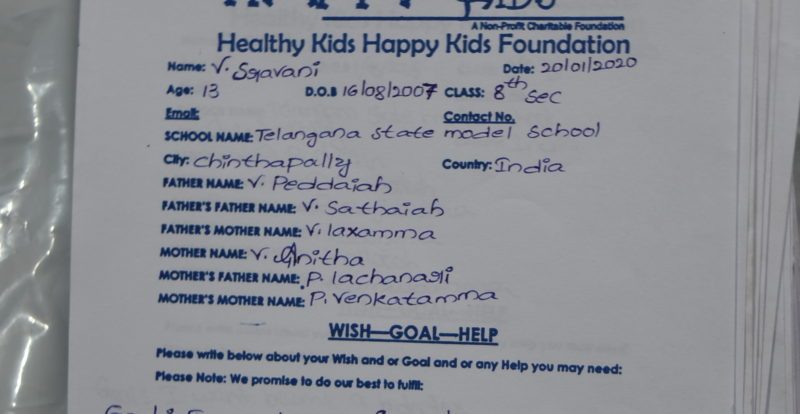 A Non-Profit Charitable Foundation
Healthy Kids Happy Kids Foundation
Name: V. Sravani Date: 20/01/2020
Age: 13 D.O.B 16/08/2007 CLASS: 8th sec
Email: Contact No.
SCHOOL NAME: Telangana state model school
City: Chinthapally Country: India
FATHER NAME: V. Peddaiah
FATHER'S FATHER NAME: V. Sathaiah
FATHER'S MOTHER NAME: V. laxamma
MOTHER NAME: V. Anitha
MOTHER'S FATHER NAME: P. lachanari
MOTHER'S MOTHER NAME: P. Venkatamma
WISH—GOAL—HELP
Please write below about your Wish and or Goal and or any Help you may need:
Please Note: We promise to do our best to fulfil: